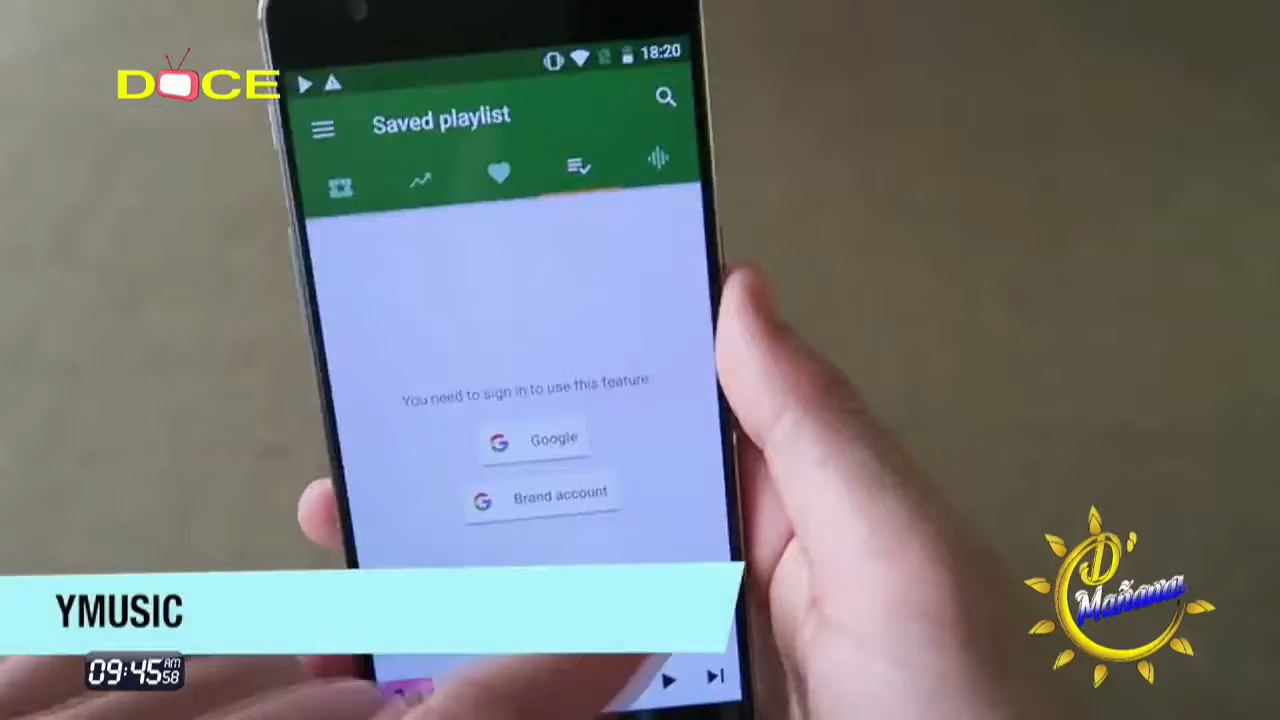 DOCE
18:20
Saved playlist
You need to sign in to use this feature.
Google
Brand account
YMUSIC
09:45 AM
58
D
Mañana